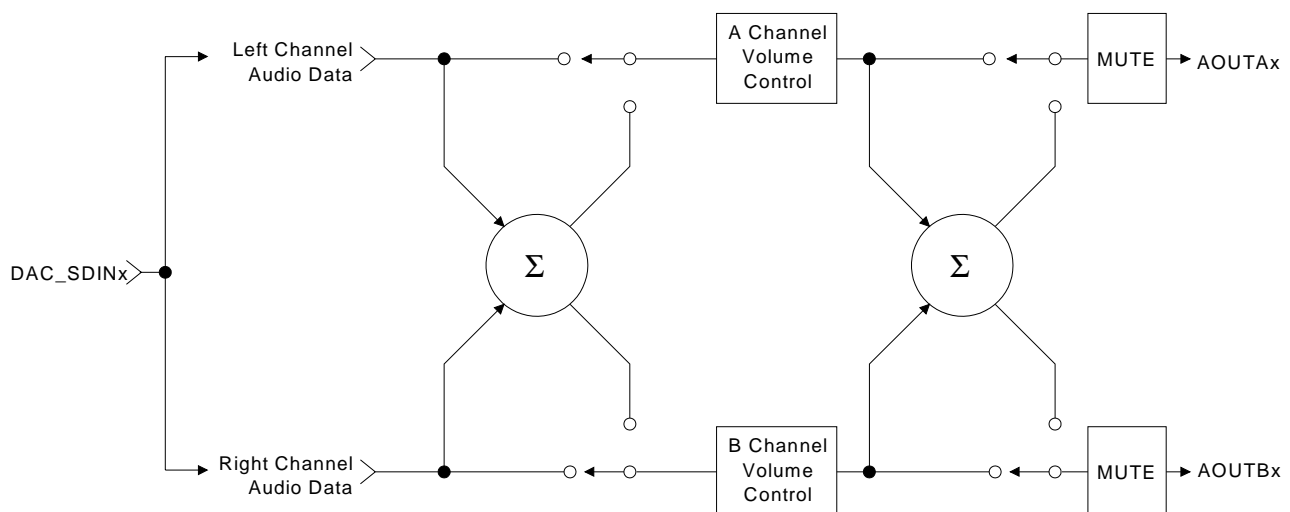 Left Channel
Audio Data
A Channel
Volume
Control
MUTE
AOUTAx
DAC_SDINx
Σ
Σ
Right Channel
Audio Data
B Channel
Volume
Control
MUTE
AOUTBx